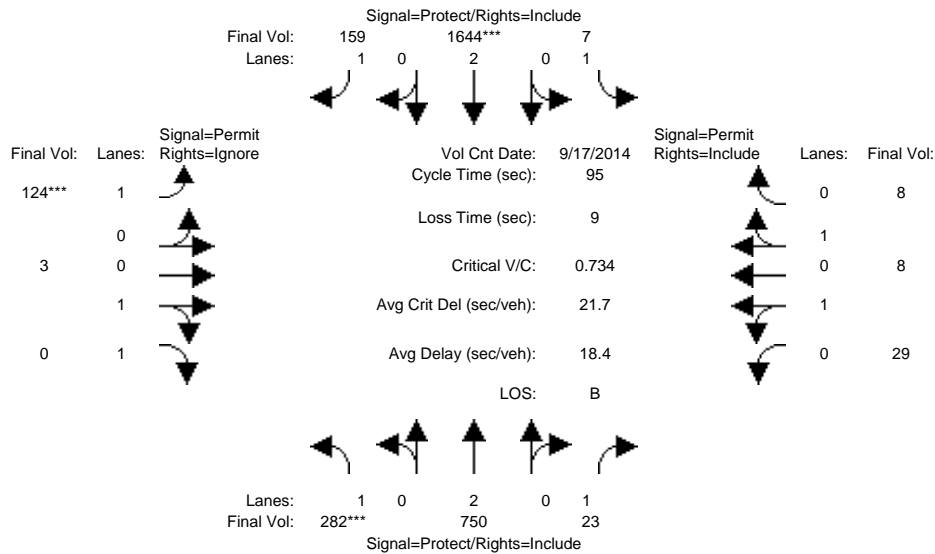 Signal=Protect/Rights=Include
Final Vol: 159 1644*** 7
Lanes: 1 0 2 0 1
Signal=Permit Signal=Permit
Final Vol: Lanes: Rights=Ignore Vol Cnt Date: 9/17/2014 Rights=Include Lanes: Final Vol:
Cycle Time (sec): 95
124*** 1 0 8
Loss Time (sec): 9
0 1
3 0 Critical V/C: 0.734 0 8
1 Avg Crit Del (sec/veh): 21.7 1
0 1 Avg Delay (sec/veh): 18.4 0 29
LOS: B
Lanes: 1 0 2 0 1
Final Vol: 282*** 750 23
Signal=Protect/Rights=Include